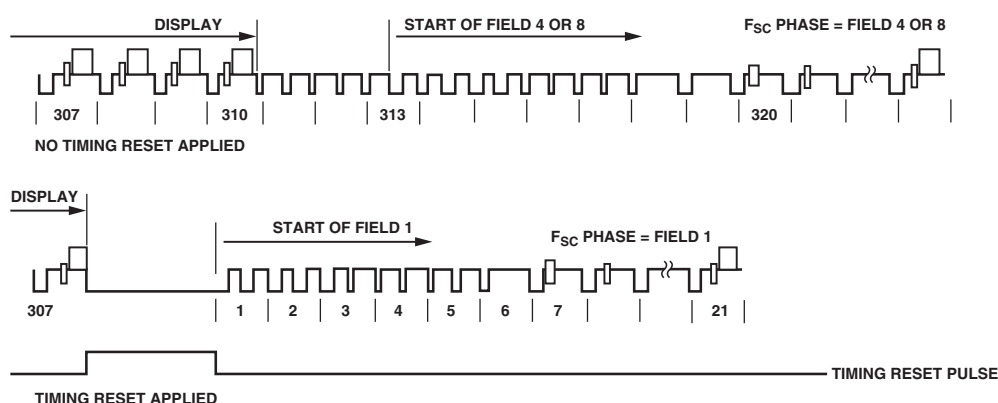 DISPLAY START OF FIELD 4 OR 8 FSC PHASE = FIELD 4 OR 8
307 310 313 320
NO TIMING RESET APPLIED
DISPLAY
START OF FIELD 1 FSC PHASE = FIELD 1
307 1 2 3 4 5 6 7 21
TIMING RESET PULSE
TIMING RESET APPLIED